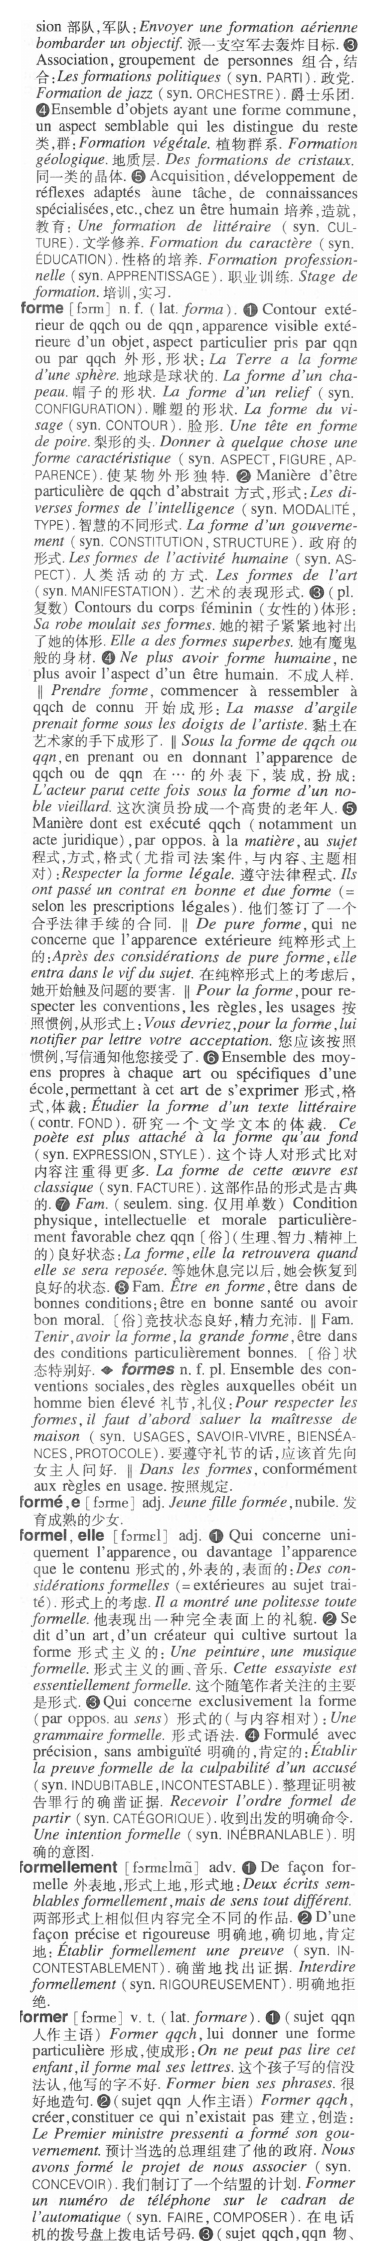 sion 部队,军队:Envoyer une formation aérienne
bombarder un objectif. 派一支空军去轰炸目标. ❸
Association, groupement de personnes 组合,结
合:Les formations politiques (syn. PARTI). 政党.
Formation de jazz (syn. ORCHESTRE). 爵士乐团.
❹Ensemble d'objets ayant une forme commune,
un aspect semblable qui les distingue du reste
类,群:Formation végétale. 植物群系. Formation
géologique. 地质层. Des formations de cristaux.
同一类的晶体. ❺ Acquisition, développement de
réflexes adaptés àune tâche, de connaissances
spécialisées,etc.,chez un être humain 培养,造就,
教育: Une formation de littéraire ( syn. CUL-
TURE). 文学修养. Formation du caractère (syn.
ÉDUCATION). 性格的培养. Formation profession-
nelle (syn. APPRENTISSAGE). 职业训练. Stage de
formation. 培训,实习.
forme [fɔrm] n. f. (lat. forma). ❶ Contour exté-
rieur de qqch ou de qqn,apparence visible exté-
rieure d'un objet,aspect particulier pris par qqn
ou par qqch 外形,形状: La Terre a la forme
d'une sphère. 地球是球状的. La forme d'un cha-
peau. 帽子的形状. La forme d'un relief ( syn.
CONFIGURATION). 雕塑的形状. La forme du vi-
sage (syn. CONTOUR). 脸形. Une tête en forme
de poire. 梨形的头. Donner à quelque chose une
forme caractéristique ( syn. ASPECT, FIGURE, AP-
PARENCE). 使某物外形独特. ❷ Manière d'être
particulière de qqch d'abstrait 方式,形式:Les di-
verses formes de l'intelligence ( syn. MODALITÉ,
TYPE). 智慧的不同形式. La forme d'un gouverne-
ment (syn. CONSTITUTION, STRUCTURE). 政府的
形式. Les formes de l'activité humaine (syn. AS-
PECT). 人类活动的方式. Les formes de l'art
(syn. MANIFESTATION). 艺术的表现形式. ❸ (pl.
复数) Contours du corps féminin (女性的)体形:
Sa robe moulait ses formes. 她的裙子紧紧地衬出
了她的体形. Elle a des formes superbes. 她有魔鬼
般的身材. ❹ Ne plus avoir forme humaine, ne
plus avoir l'aspect d'un être humain. 不成人样.
‖ Prendre forme, commencer à ressembler à
qqch de connu 开始成形: La masse d'argile
prenait forme sous les doigts de l'artiste. 黏土在
艺术家的手下成形了. ‖ Sous la forme de qqch ou
qqn, en prenant ou en donnant l'apparence de
qqch ou de qqn 在…的外表下,装成,扮成:
L'acteur parut cette fois sous la forme d'un no-
ble vieillard. 这次演员扮成一个高贵的老年人. ❺
Manière dont est exécuté qqch ( notamment un
acte juridique), par oppos. à la matière, au sujet
程式,方式,格式(尤指司法案件,与内容、主题相
对):Respecter la forme légale. 遵守法律程式. Ils
ont passé un contrat en bonne et due forme (=
selon les prescriptions légales). 他们签订了一个
合乎法律手续的合同. ‖ De pure forme, qui ne
concerne que l'apparence extérieure 纯粹形式上
的:Après des considérations de pure forme, elle
entra dans le vif du sujet. 在纯粹形式上的考虑后,
她开始触及问题的要害. ‖ Pour la forme,pour re-
specter les conventions, les règles, les usages 按
照惯例,从形式上:Vous devriez,pour la forme,lui
notifier par lettre votre acceptation. 您应该按照
惯例,写信通知他您接受了. ❻ Ensemble des moy-
ens propres à chaque art ou spécifiques d'une
école,permettant à cet art de s'exprimer 形式,格
式,体裁: Étudier la forme d'un texte littéraire
(contr. FOND). 研究一个文学文本的体裁. Ce
poète est plus attaché à la forme qu'au fond
(syn. EXPRESSION, STYLE). 这个诗人对形式比对
内容注重得更多. La forme de cette œuvre est
classique (syn. FACTURE). 这部作品的形式是古典
的. ❼ Fam. (seulem. sing. 仅用单数) Condition
physique, intellectuelle et morale particulière-
ment favorable chez qqn [俗](生理、智力、精神上
的)良好状态:La forme,elle la retrouvera quand
elle se sera reposée. 等她休息完以后,她会恢复到
良好的状态. ❽ Fam. Être en forme,être dans de
bonnes conditions;être en bonne santé ou avoir
bon moral. [俗]竞技状态良好,精力充沛. ‖ Fam.
Tenir,avoir la forme,la grande forme,être dans
des conditions particulièrement bonnes. [俗]状
态特别好. ◆ formes n. f. pl. Ensemble des con-
ventions sociales,des règles auxquelles obéit un
homme bien élevé 礼节,礼仪:Pour respecter les
formes, il faut d'abord saluer la maîtresse de
maison ( syn. USAGES, SAVOIR-VIVRE, BIENSÉA-
NCES,PROTOCOLE). 要遵守礼节的话,应该首先向
女主人问好. ‖ Dans les formes, conformément
aux règles en usage. 按照规定.
formé,e [fɔrme] adj. Jeune fille formée,nubile. 发
育成熟的少女.
formel, elle [fɔrmɛl] adj. ❶ Qui concerne uni-
quement l'apparence, ou davantage l'apparence
que le contenu 形式的,外表的,表面的:Des con-
sidérations formelles (=extérieures au sujet trai-
té). 形式上的考虑. Il a montré une politesse toute
formelle. 他表现出一种完全表面上的礼貌. ❷ Se
dit d'un art,d'un créateur qui cultive surtout la
forme 形式主义的: Une peinture, une musique
formelle. 形式主义的画、音乐. Cette essayiste est
essentiellement formelle. 这个随笔作者关注的主要
是形式. ❸Qui concerne exclusivement la forme
(par oppos. au sens) 形式的(与内容相对): Une
grammaire formelle. 形式语法. ❹ Formulé avec
précision, sans ambiguïté 明确的,肯定的:Établir
la preuve formelle de la culpabilité d'un accusé
(syn. INDUBITABLE,INCONTESTABLE). 整理证明被
告罪行的确凿证据. Recevoir l'ordre formel de
partir (syn. CATÉGORIQUE). 收到出发的明确命令.
Une intention formelle (syn. INÉBRANLABLE). 明
确的意图.
formellement [fɔrmɛlmɑ̃] adv. ❶ De façon for-
melle 外表地,形式上地,形式地:Deux écrits sem-
blables formellement,mais de sens tout différent.
两部形式上相似但内容完全不同的作品. ❷ D'une
façon précise et rigoureuse 明确地,确切地,肯定
地: Établir formellement une preuve ( syn. IN-
CONTESTABLEMENT). 确凿地找出证据. Interdire
formellement (syn. RIGOUREUSEMENT). 明确地拒
绝.
former [fɔrme] v. t. (lat. formare). ❶ (sujet qqn
人作主语) Former qqch, lui donner une forme
particulière 形成,使成形:On ne peut pas lire cet
enfant,il forme mal ses lettres. 这个孩子写的信没
法认,他写的字不好. Former bien ses phrases. 很
好地造句. ❷(sujet qqn 人作主语) Former qqch,
créer,constituer ce qui n'existait pas 建立,创造:
Le Premier ministre pressenti a formé son gou-
vernement. 预计当选的总理组建了他的政府. Nous
avons formé le projet de nous associer ( syn.
CONCEVOIR). 我们制订了一个结盟的计划. Former
un numéro de téléphone sur le cadran de
l'automatique (syn. FAIRE, COMPOSER). 在电话
机的拨号盘上拨电话号码. ❸ (sujet qqch,qqn 物、